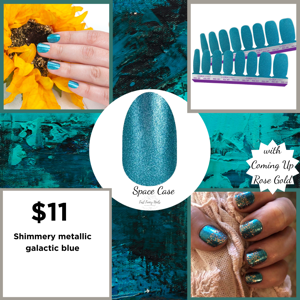 Space Case
with
Coming Up
Rose Gold
$11
Shimmery metallic
galactic blue